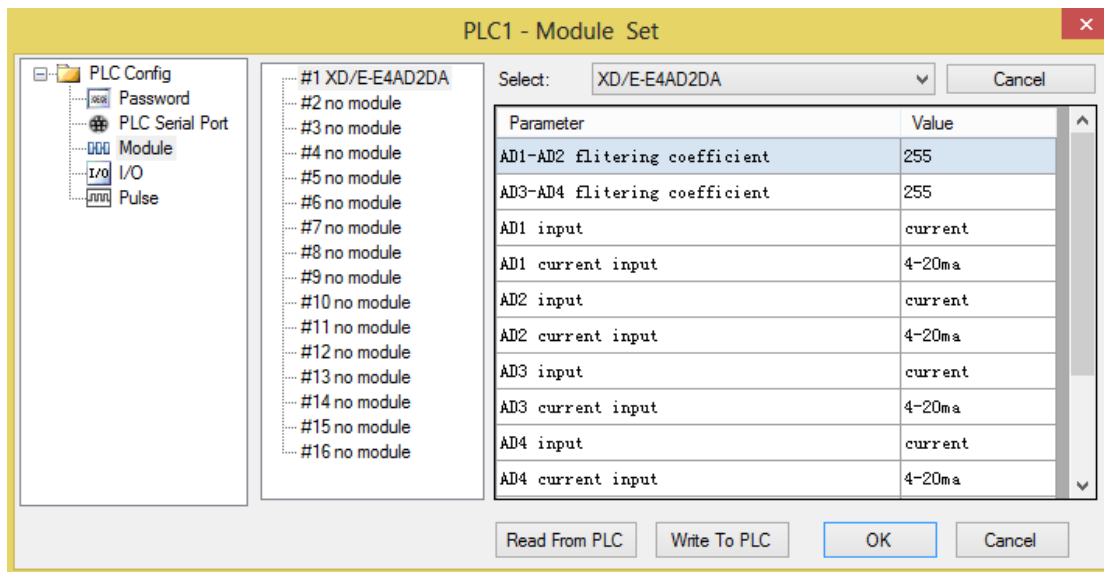 PLC1 - Module Set
PLC Config
Password
PLC Serial Port
Module
I/O
I/O
Pulse
#1 XD/E-E4AD2DA
#2 no module
#3 no module
#4 no module
#5 no module
#6 no module
#7 no module
#8 no module
#9 no module
#10 no module
#11 no module
#12 no module
#13 no module
#14 no module
#15 no module
#16 no module
Select: XD/E-E4AD2DA Cancel
Parameter Value
AD1-AD2 flitering coefficient 255
AD3-AD4 flitering coefficient 255
AD1 input current
AD1 current input 4-20ma
AD2 input current
AD2 current input 4-20ma
AD3 input current
AD3 current input 4-20ma
AD4 input current
AD4 current input 4-20ma
Read From PLC Write To PLC OK Cancel